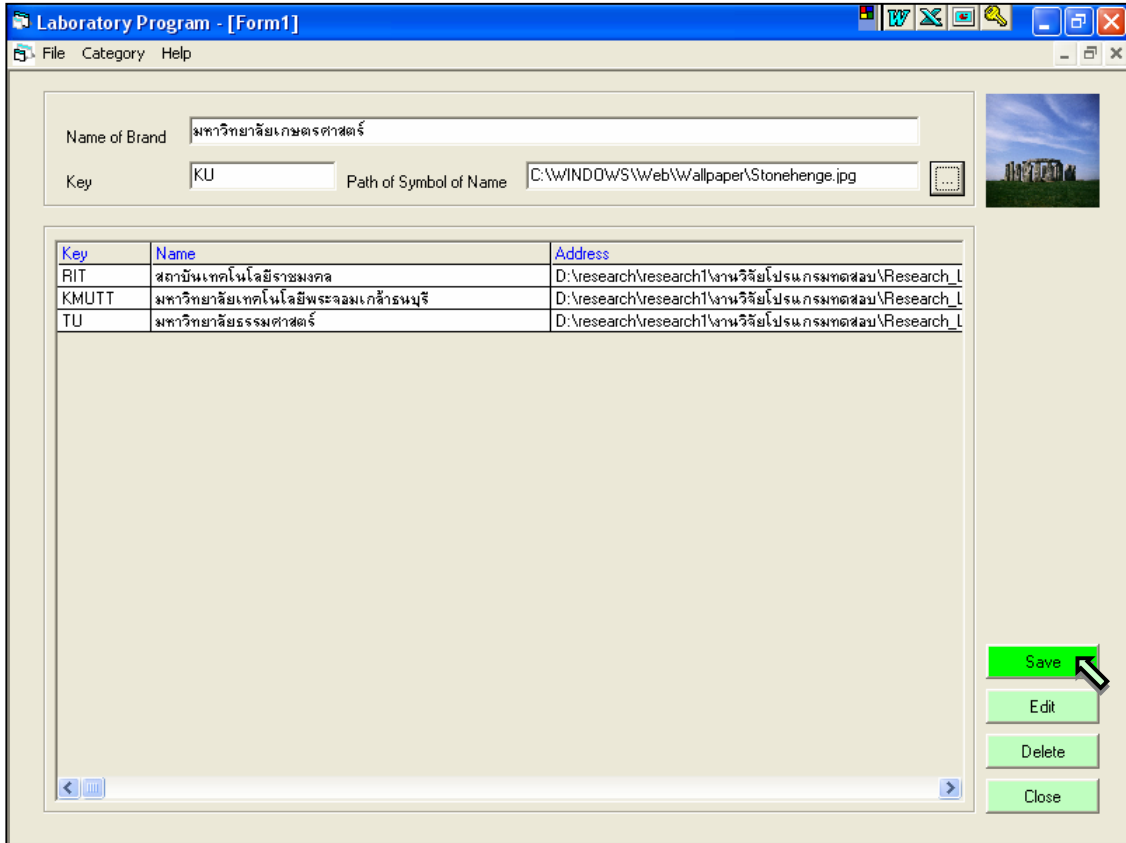 Laboratory Program - [Form1]
File Category Help
Name of Brand มหาวิทยาลัยเกษตรศาสตร์
Key KU Path of Symbol of Name C:\WINDOWS\Web\Wallpaper\Stonehenge.jpg ...
Key Name Address
RIT สถาบันเทคโนโลยีราชมงคล D:\research\research1\งานวิจัยโปรแกรมทดสอบ\Research_L
KMUTT มหาวิทยาลัยเทคโนโลยีพระจอมเกล้าธนบุรี D:\research\research1\งานวิจัยโปรแกรมทดสอบ\Research_L
TU มหาวิทยาลัยธรรมศาสตร์ D:\research\research1\งานวิจัยโปรแกรมทดสอบ\Research_L
Save
Edit
Delete
Close